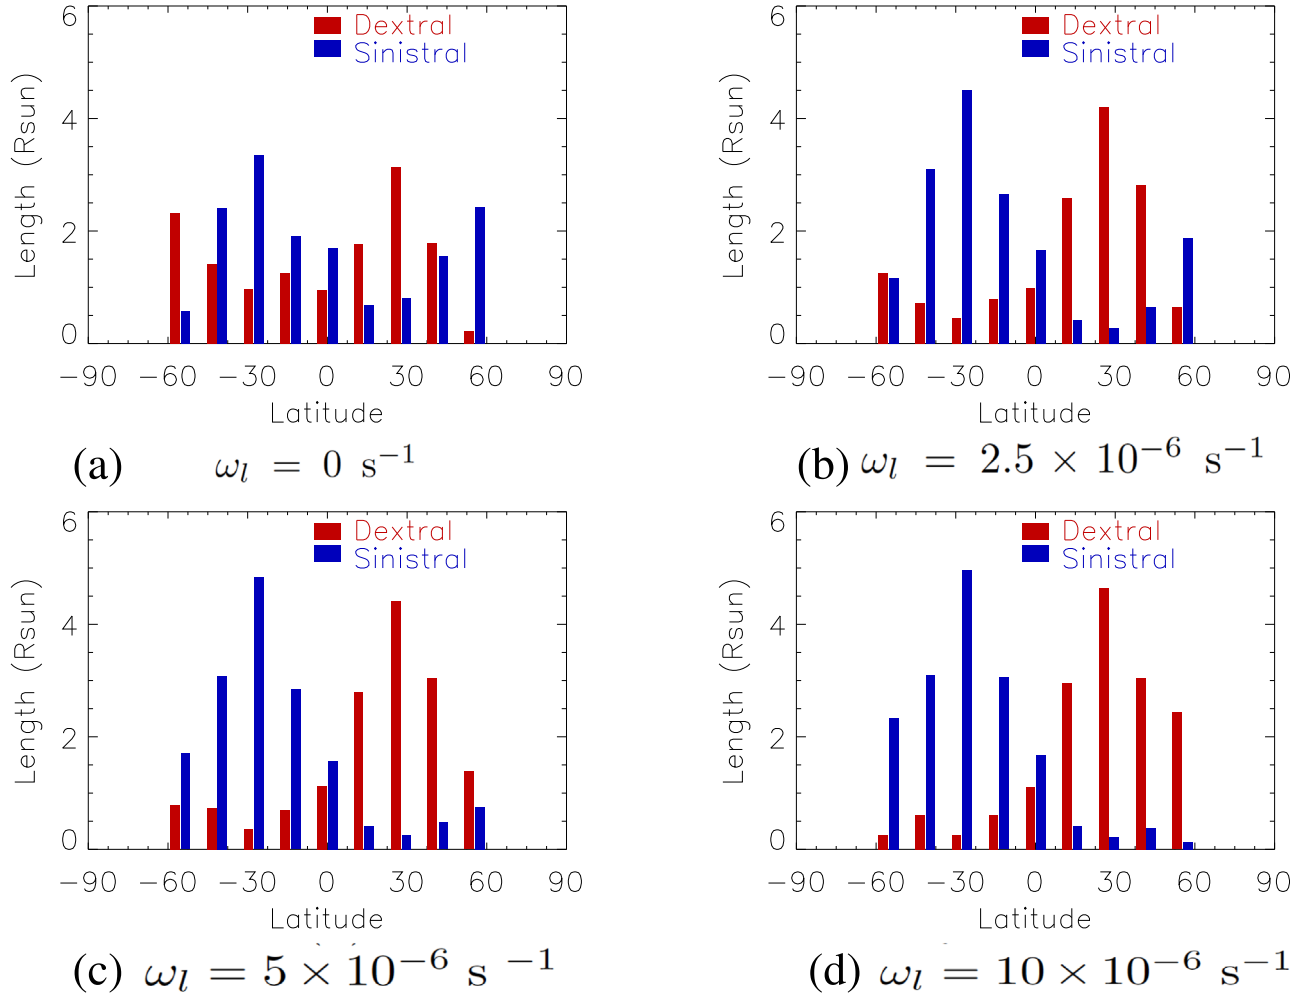 6
Dextral
Sinistral
4
2
0
Length (Rsun)
−90 −60 −30 0 30 60 90
Latitude
(a) ωₗ = 0 s⁻¹
6
Dextral
Sinistral
4
2
0
Length (Rsun)
−90 −60 −30 0 30 60 90
Latitude
(b) ωₗ = 2.5 × 10⁻⁶ s⁻¹
6
Dextral
Sinistral
4
2
0
Length (Rsun)
−90 −60 −30 0 30 60 90
Latitude
(c) ωₗ = 5 × 10⁻⁶ s ⁻¹
6
Dextral
Sinistral
4
2
0
Length (Rsun)
−90 −60 −30 0 30 60 90
Latitude
(d) ωₗ = 10 × 10⁻⁶ s⁻¹